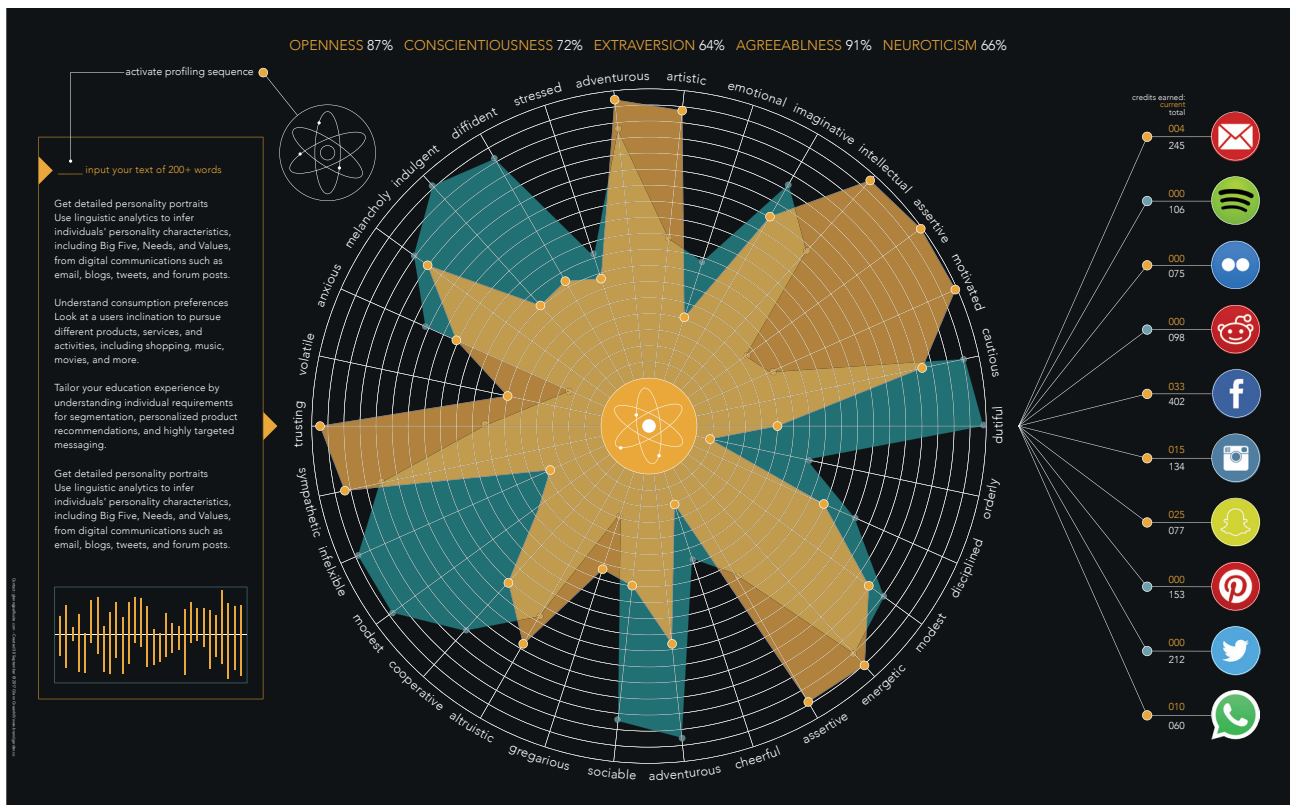 OPENNESS 87% CONSCIENTIOUSNESS 72% EXTRAVERSION 64% AGREEABLNESS 91% NEUROTICISM 66%
activate profiling sequence
_____ input your text of 200+ words
Get detailed personality portraits
Use linguistic analytics to infer
individuals' personality characteristics,
including Big Five, Needs, and Values,
from digital communications such as
email, blogs, tweets, and forum posts.
Understand consumption preferences
Look at a users inclination to pursue
different products, services, and
activities, including shopping, music,
movies, and more.
Tailor your education experience by
understanding individual requirements
for segmentation, personalized product
recommendations, and highly targeted
messaging.
Get detailed personality portraits
Use linguistic analytics to infer
individuals' personality characteristics,
including Big Five, Needs, and Values,
from digital communications such as
email, blogs, tweets, and forum posts.
adventurous
artistic
emotional
imaginative
intellectual
assertive
motivated
cautious
dutiful
orderly
disciplined
modest
energetic
assertive
cheerful
adventurous
sociable
gregarious
altruistic
cooperative
modest
infelxible
sympathetic
trusting
volatile
anxious
melancholy
indulgent
diffident
stressed
credits earned:
current
total
004
245
000
106
000
075
000
098
033
402
015
134
025
077
000
153
000
212
010
060